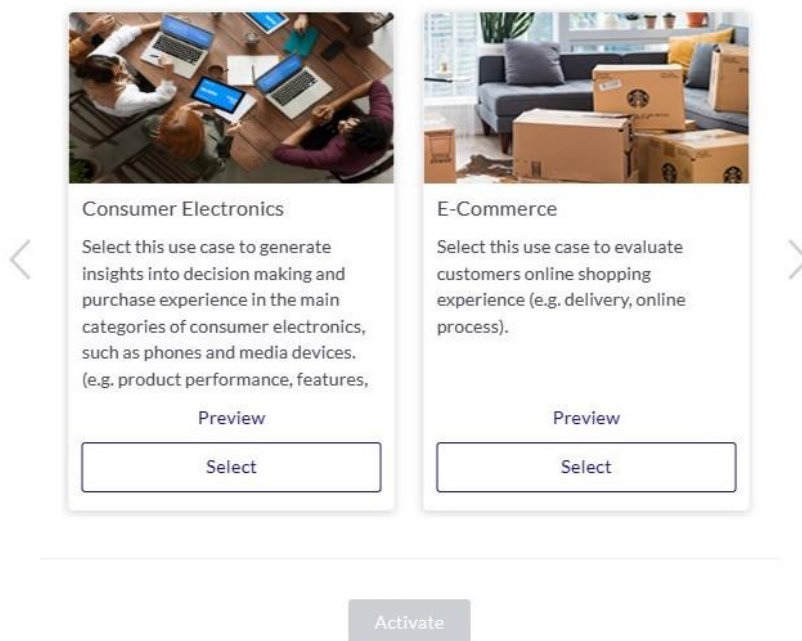 Consumer Electronics
Select this use case to generate
insights into decision making and
purchase experience in the main
categories of consumer electronics,
such as phones and media devices.
(e.g. product performance, features,
Preview
Select
E-Commerce
Select this use case to evaluate
customers online shopping
experience (e.g. delivery, online
process).
Preview
Select
Activate